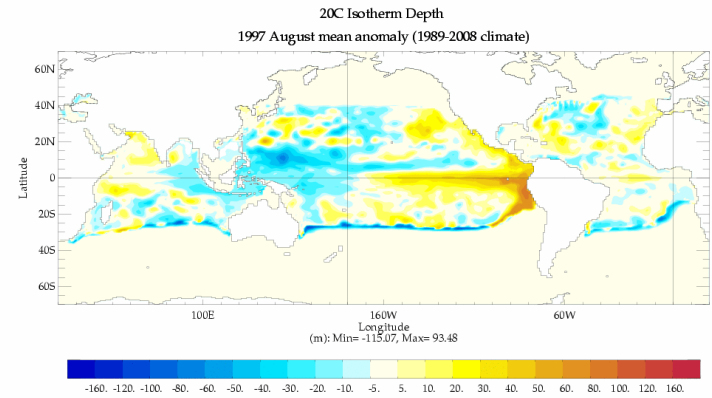 20C Isotherm Depth
1997 August mean anomaly (1989-2008 climate)
60N
40N
20N
0
20S
40S
60S
Latitude
100E 160W 60W
Longitude
(m): Min= -115.07, Max= 93.48
-160. -120. -100. -80. -60. -40. -30. -20. -10. -5. 5. 10. 20. 30. 40. 50. 60. 80. 100. 120. 160.